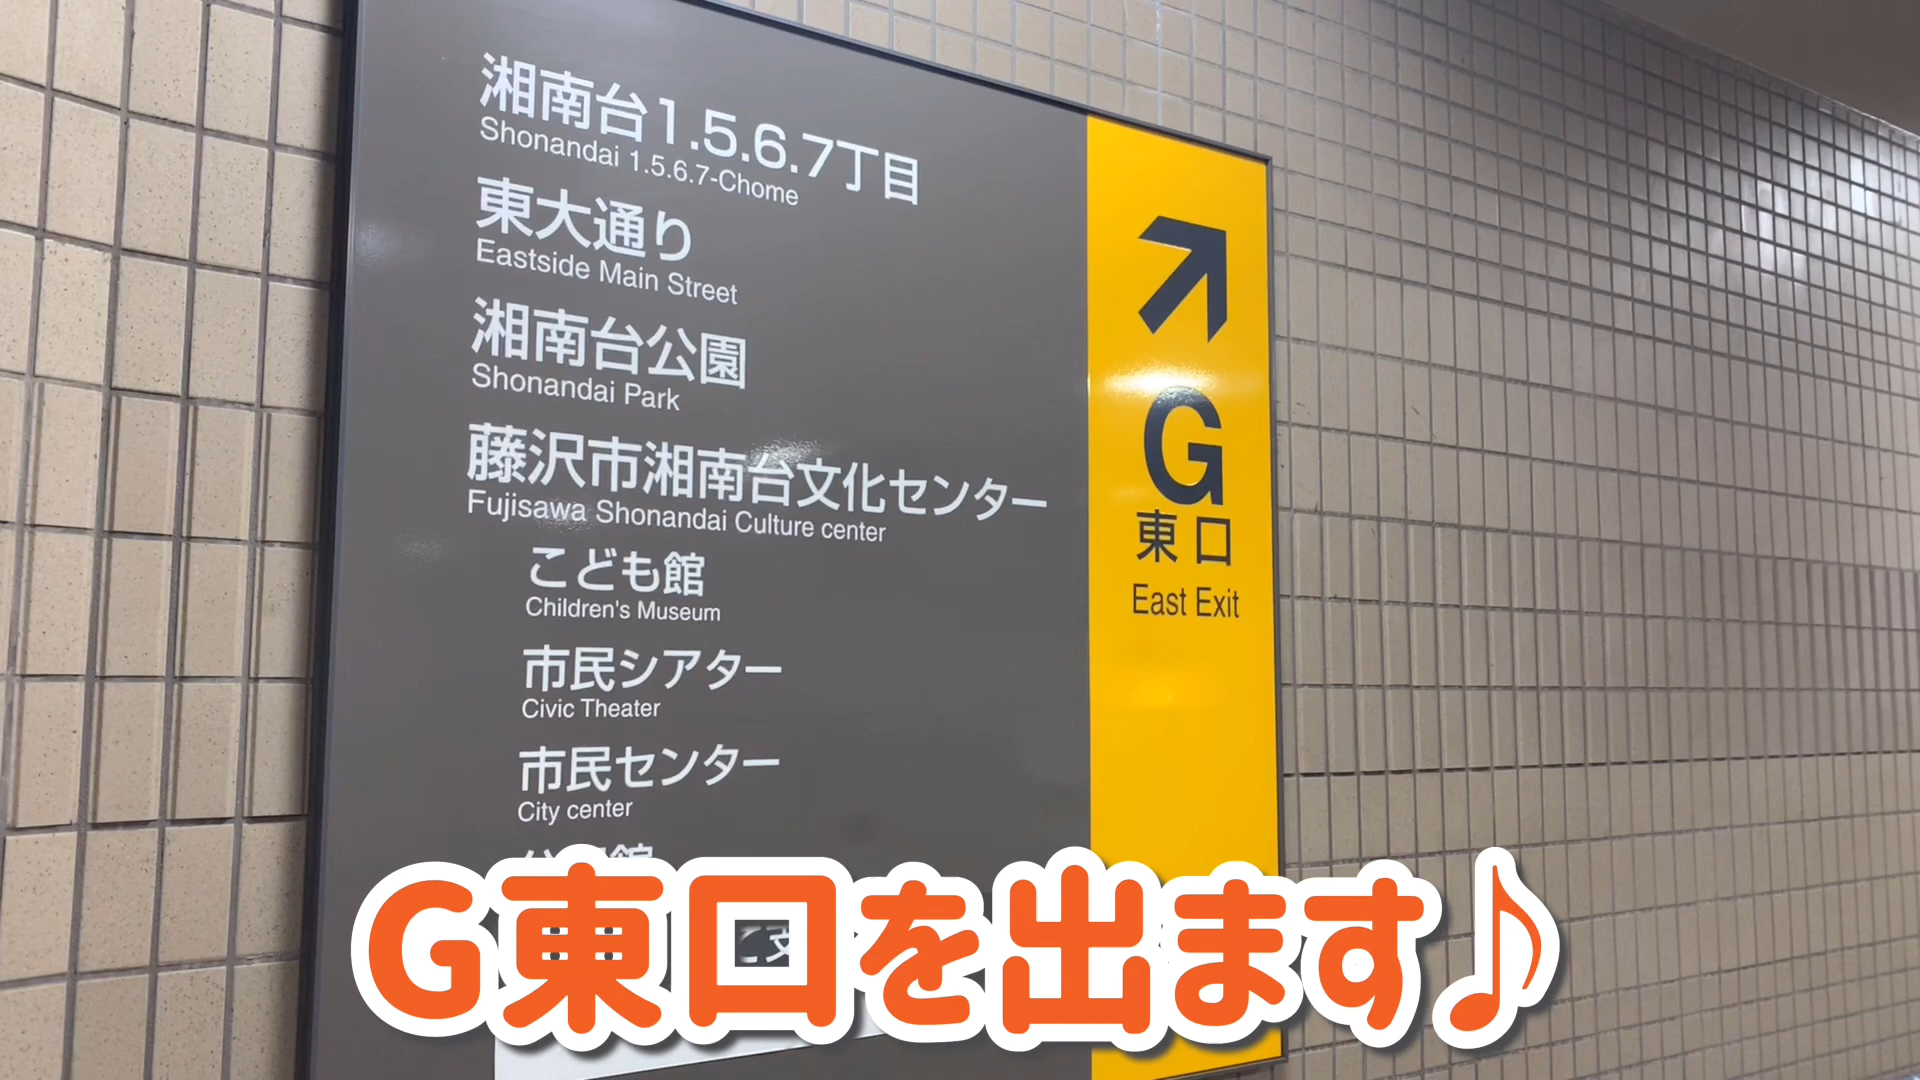 湘南台1.5.6.7丁目
Shonandai 1.5.6.7-Chome
東大通り
Eastside Main Street
湘南台公園
Shonandai Park
藤沢市湘南台文化センター
Fujisawa Shonandai Culture center
こども館
Children's Museum
市民シアター
Civic Theater
市民センター
City center
G
東口
East Exit
G東口を出ます♪